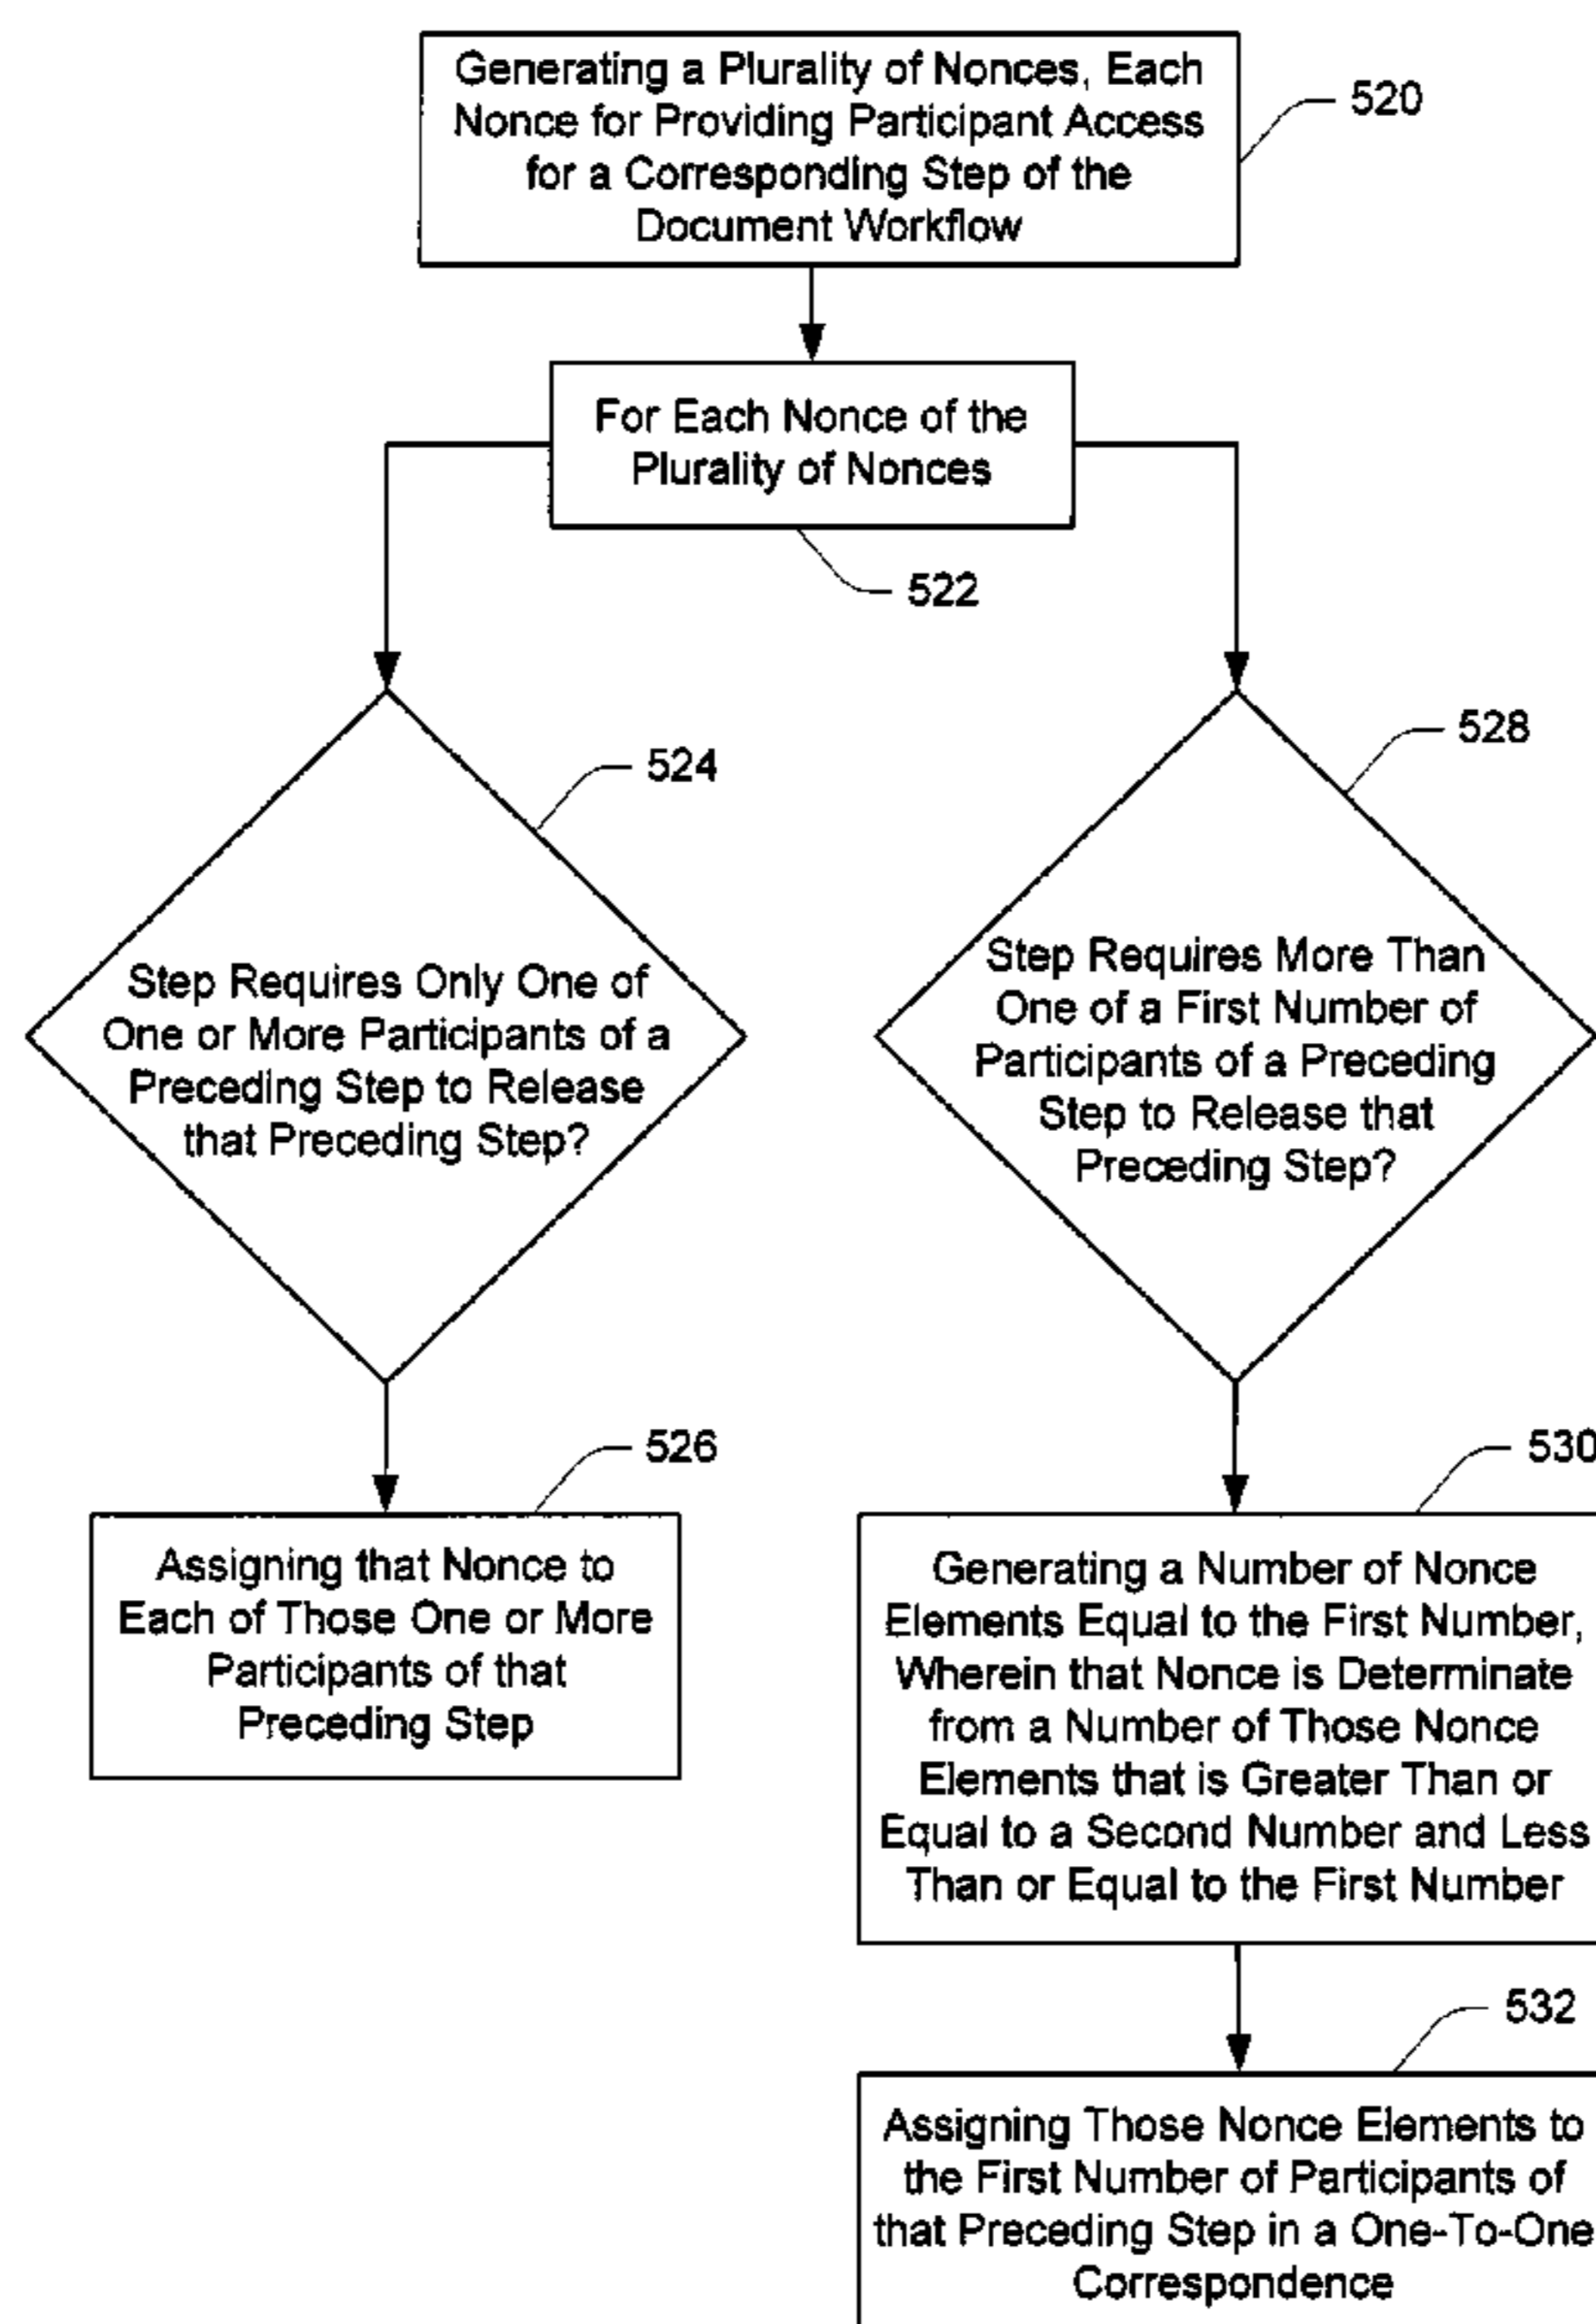 Generating a Plurality of Nonces, Each
Nonce for Providing Participant Access
for a Corresponding Step of the
Document Workflow
520
For Each Nonce of the
Plurality of Nonces
522
524
Step Requires Only One of
One or More Participants of a
Preceding Step to Release
that Preceding Step?
528
Step Requires More Than
One of a First Number of
Participants of a Preceding
Step to Release that
Preceding Step?
526
Assigning that Nonce to
Each of Those One or More
Participants of that
Preceding Step
530
Generating a Number of Nonce
Elements Equal to the First Number,
Wherein that Nonce is Determinate
from a Number of Those Nonce
Elements that is Greater Than or
Equal to a Second Number and Less
Than or Equal to the First Number
532
Assigning Those Nonce Elements to
the First Number of Participants of
that Preceding Step in a One-To-One
Correspondence